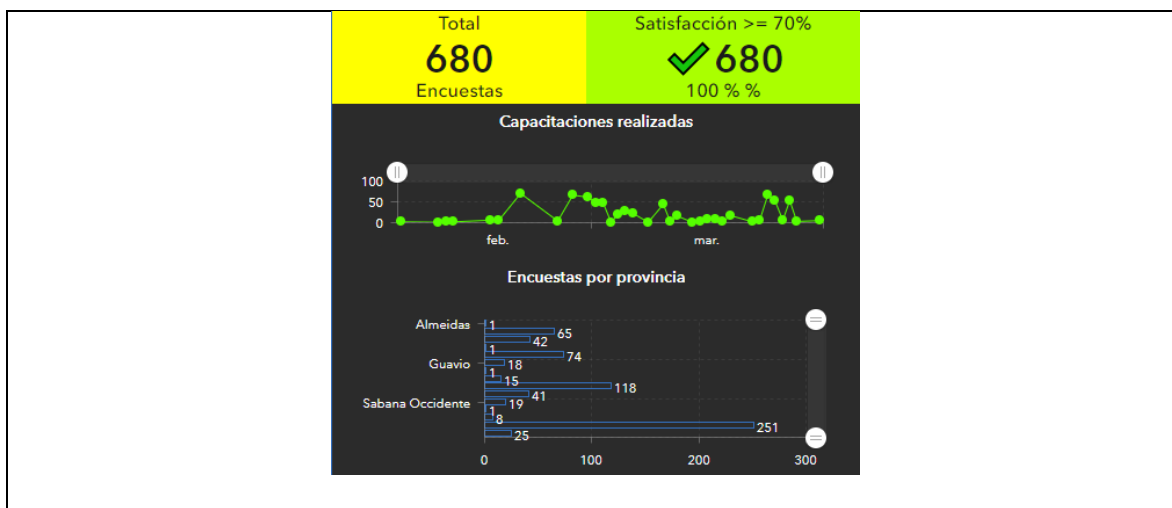 Total
680
Encuestas
Satisfacción >= 70%
680
100 % %
Capacitaciones realizadas
100
50
0
feb.
mar.
Encuestas por provincia
Almeidas
1
65
42
1
74
Guavio
18
1
15
118
41
Sabana Occidente
19
1
8
251
25
0
100
200
300